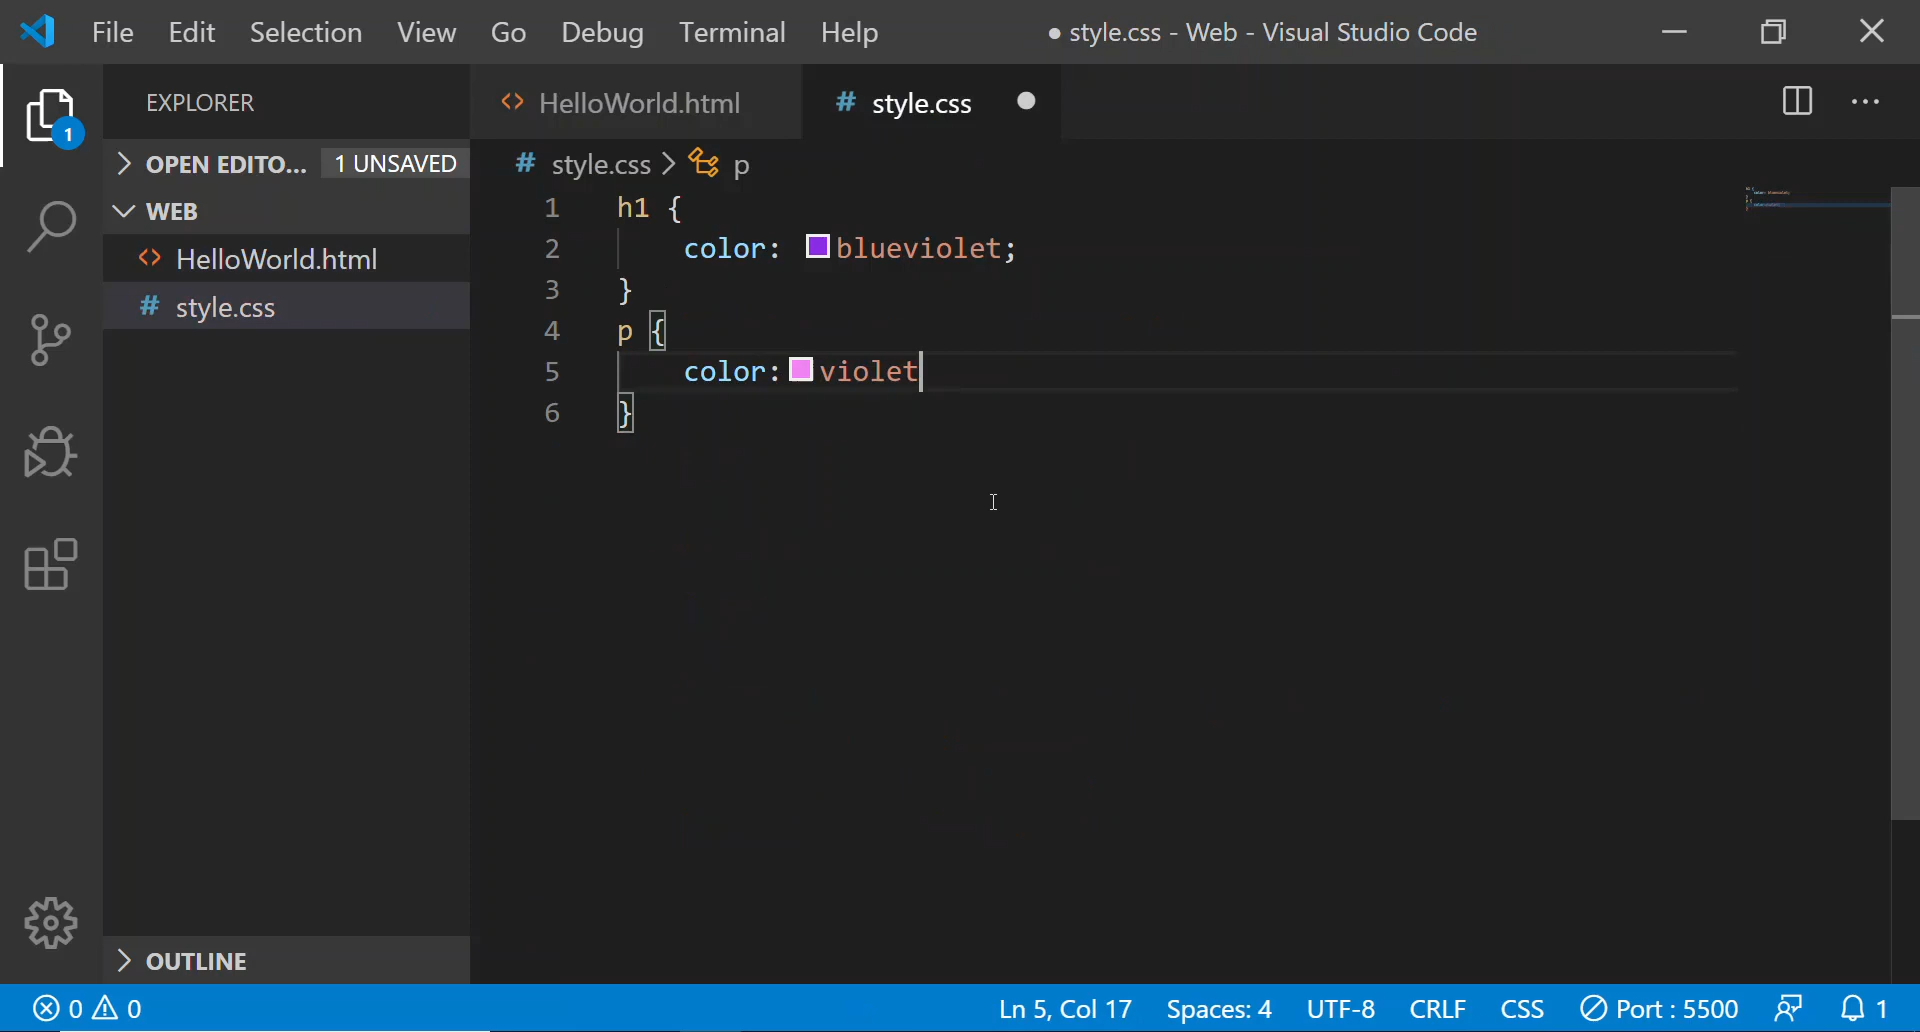 File Edit Selection View Go Debug Terminal Help ● style.css - Web - Visual Studio Code
EXPLORER
OPEN EDITO... 1 UNSAVED
WEB
<> HelloWorld.html
# style.css
OUTLINE
1
<> HelloWorld.html # style.css ●
# style.css > p
1 h1 {
2 color: blueviolet;
3 }
4 p {
5 color:violet
6 }
0 0 Ln 5, Col 17 Spaces: 4 UTF-8 CRLF CSS Port : 5500 1